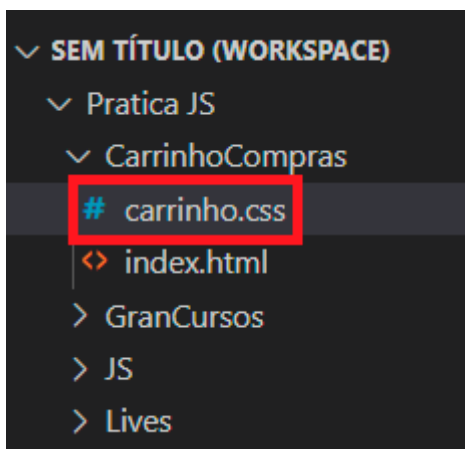 SEM TÍTULO (WORKSPACE)
Pratica JS
CarrinhoCompras
# carrinho.css
<> index.html
GranCursos
JS
Lives